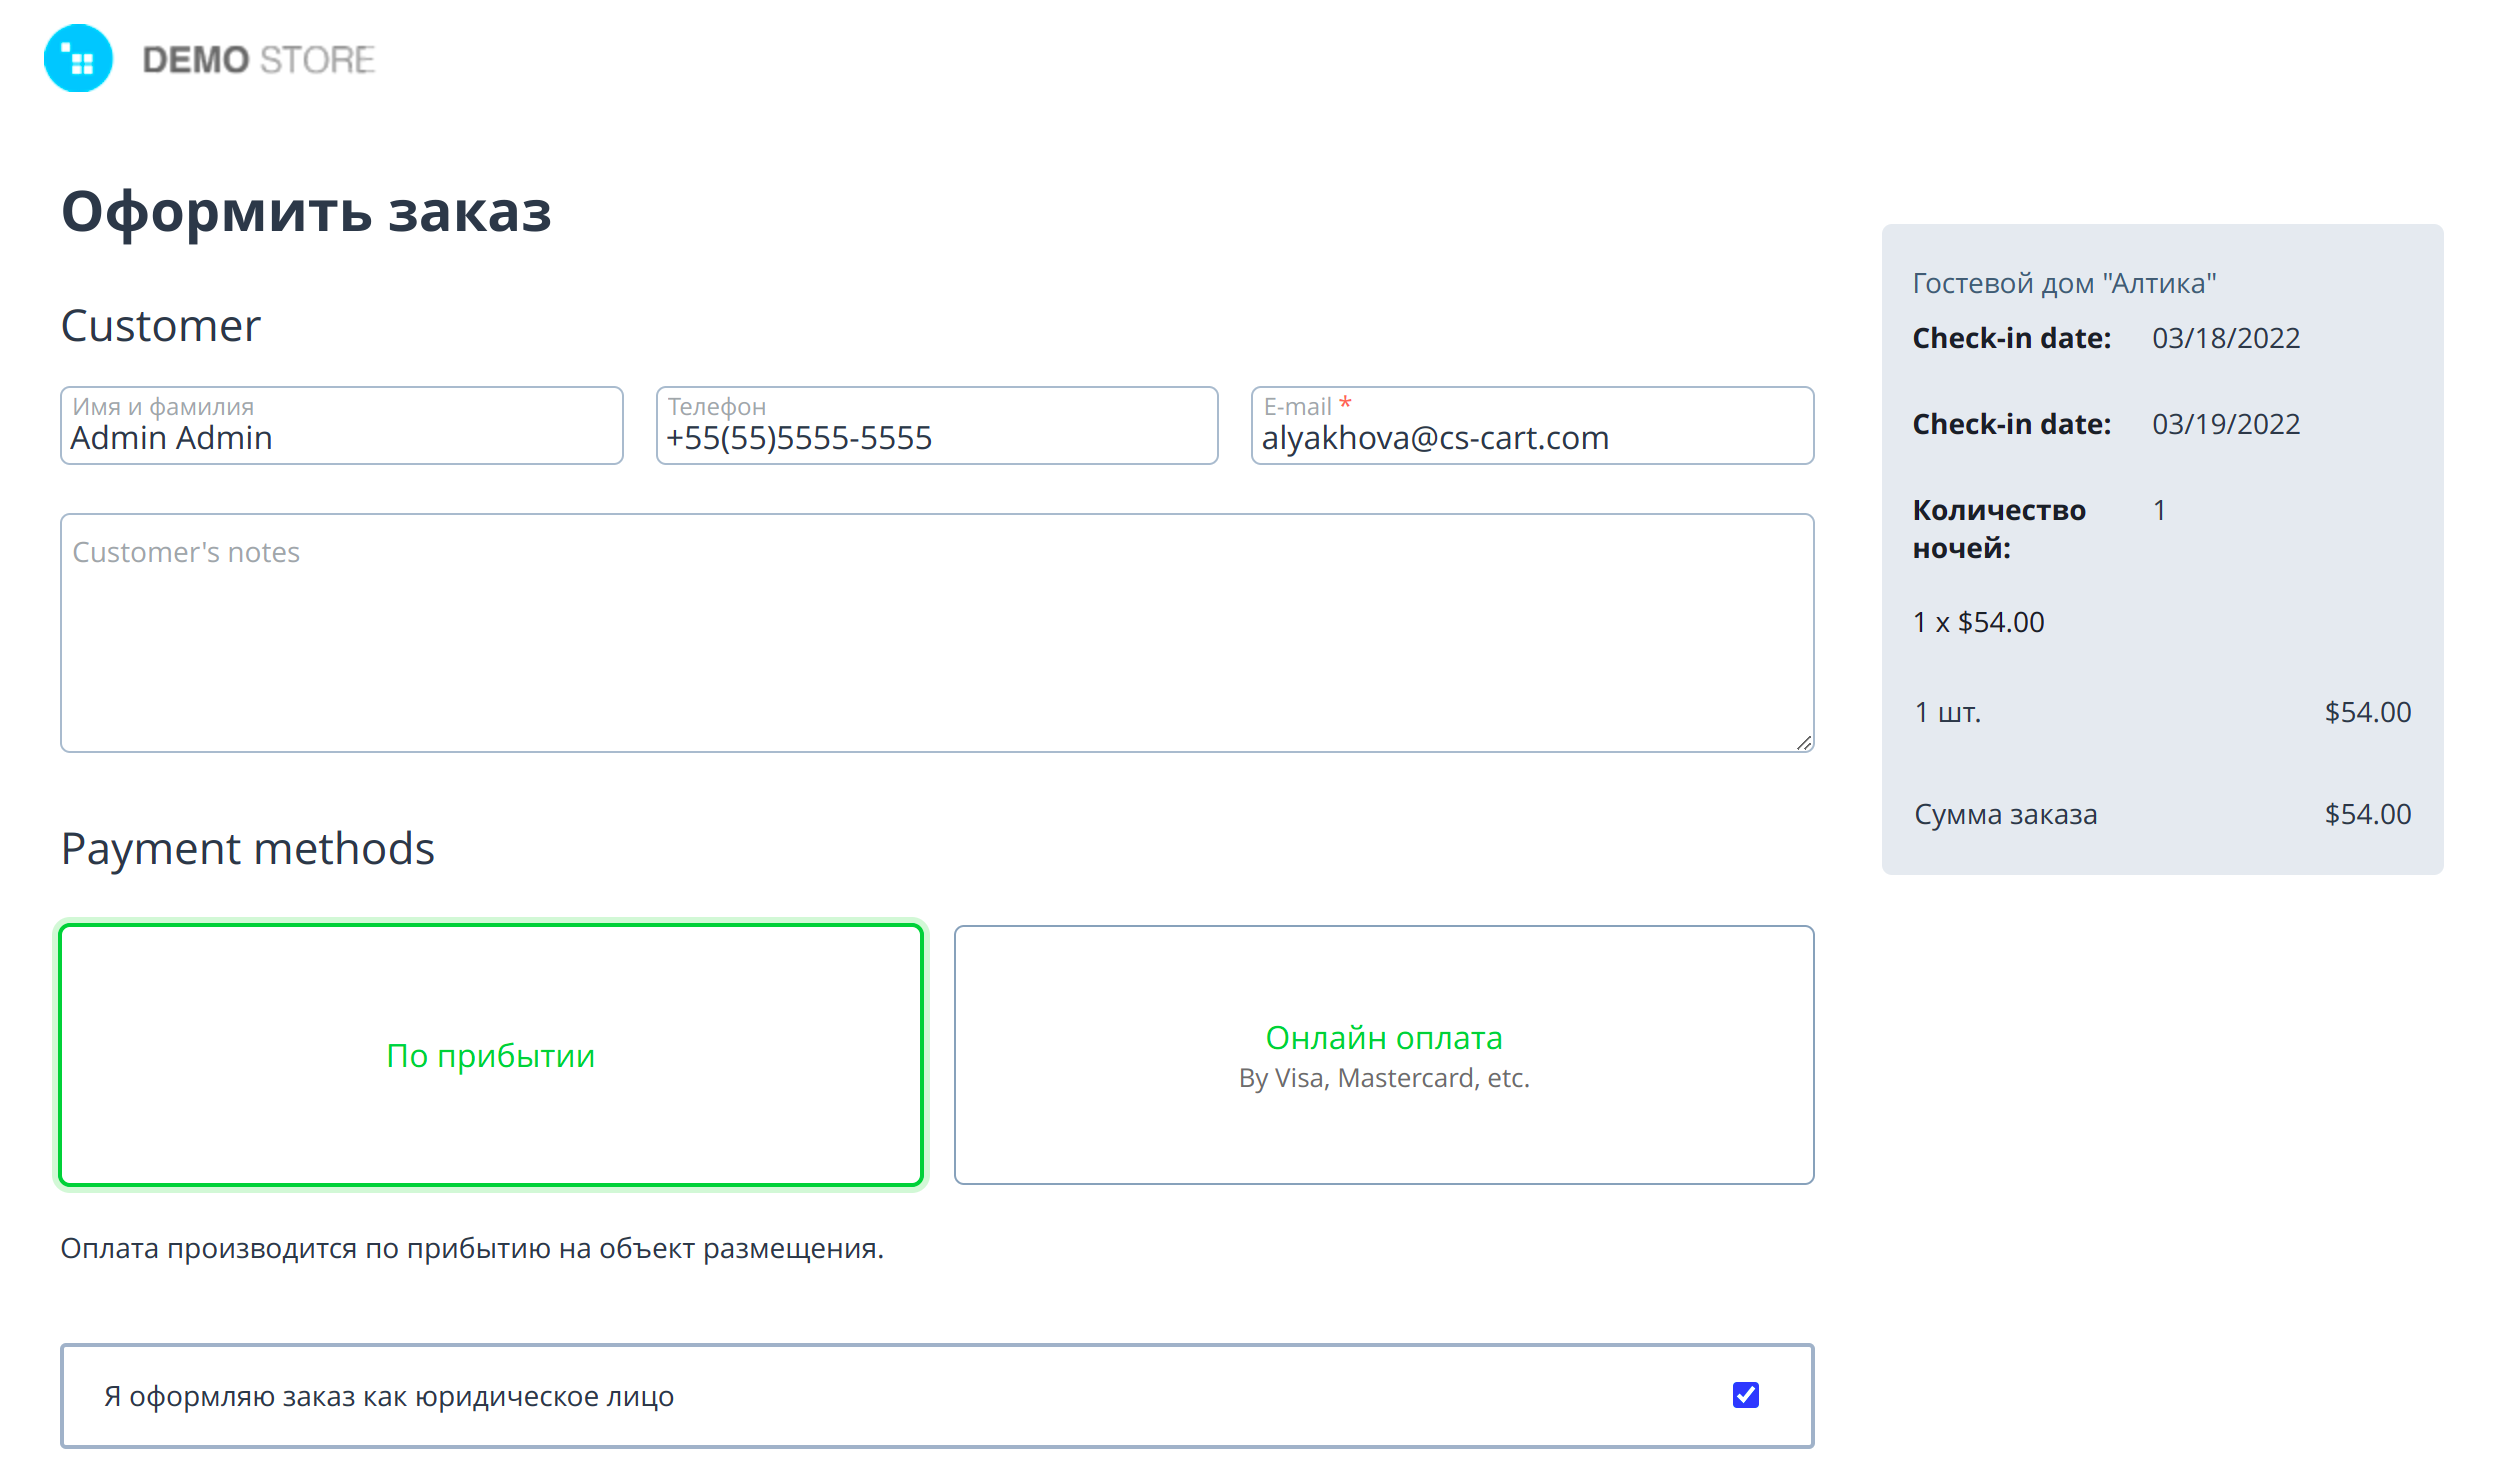 DEMO STORE
Оформить заказ
Customer
Имя и фамилия
Admin Admin
Телефон
+55(55)5555-5555
E-mail *
alyakhova@cs-cart.com
Customer's notes
Payment methods
По прибытии
Онлайн оплата
By Visa, Mastercard, etc.
Оплата производится по прибытию на объект размещения.
Я оформляю заказ как юридическое лицо
Гостевой дом "Алтика"
Check-in date: 03/18/2022
Check-in date: 03/19/2022
Количество 1
ночей:
1 x $54.00
1 шт. $54.00
Сумма заказа $54.00